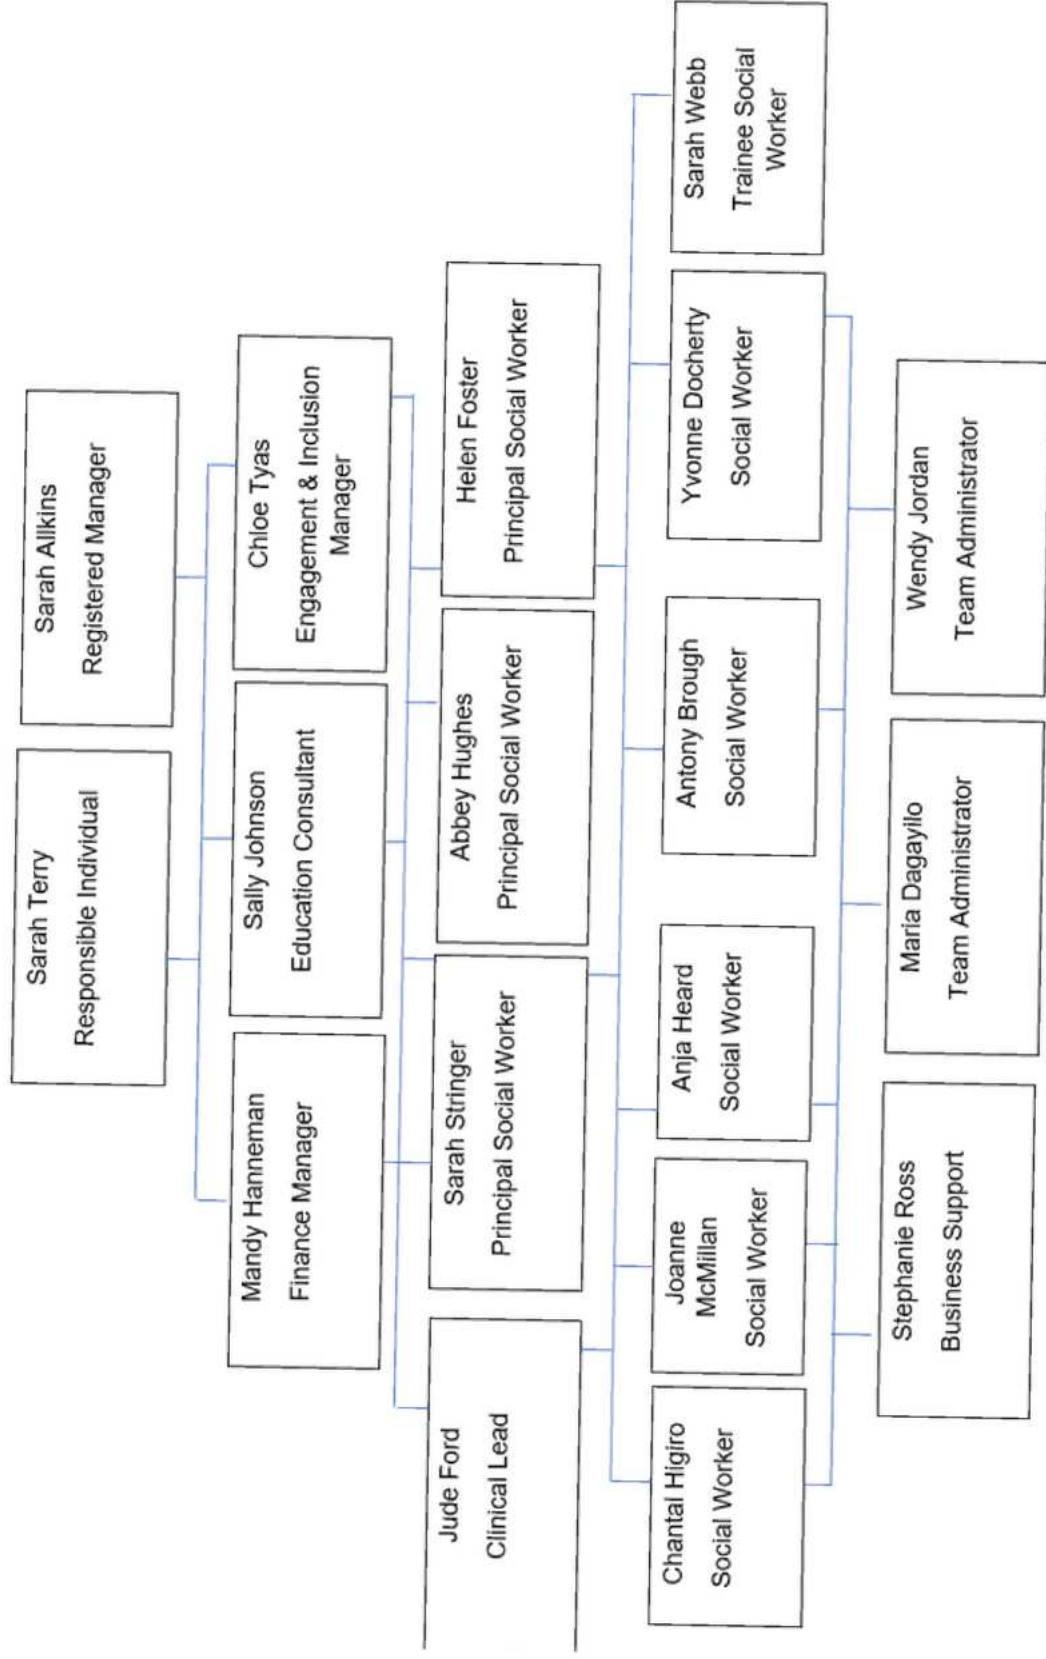 Sarah Terry
Responsible Individual
Sarah Allkins
Registered Manager
Mandy Hanneman
Finance Manager
Sally Johnson
Education Consultant
Chloe Tyas
Engagement & Inclusion
Manager
Jude Ford
Clinical Lead
Sarah Stringer
Principal Social Worker
Abbey Hughes
Principal Social Worker
Helen Foster
Principal Social Worker
Chantal Higiro
Social Worker
Joanne
McMillan
Social Worker
Anja Heard
Social Worker
Antony Brough
Social Worker
Yvonne Docherty
Social Worker
Sarah Webb
Trainee Social
Worker
Stephanie Ross
Business Support
Maria Dagayilo
Team Administrator
Wendy Jordan
Team Administrator